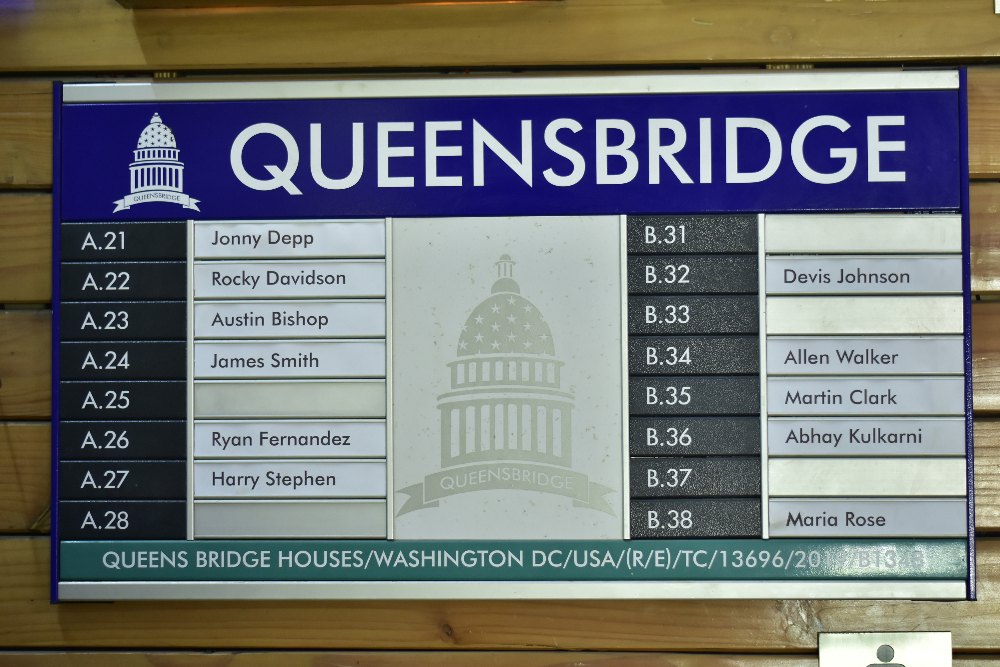 QUEENSBRIDGE
QUEENSBRIDGE
A.21 Jonny Depp
A.22 Rocky Davidson
A.23 Austin Bishop
A.24 James Smith
A.25
A.26 Ryan Fernandez
A.27 Harry Stephen
A.28
QUEENSBRIDGE
B.31
B.32 Devis Johnson
B.33
B.34 Allen Walker
B.35 Martin Clark
B.36 Abhay Kulkarni
B.37
B.38 Maria Rose
QUEENS BRIDGE HOUSES/WASHINGTON DC/USA/(R/E)/TC/13696/